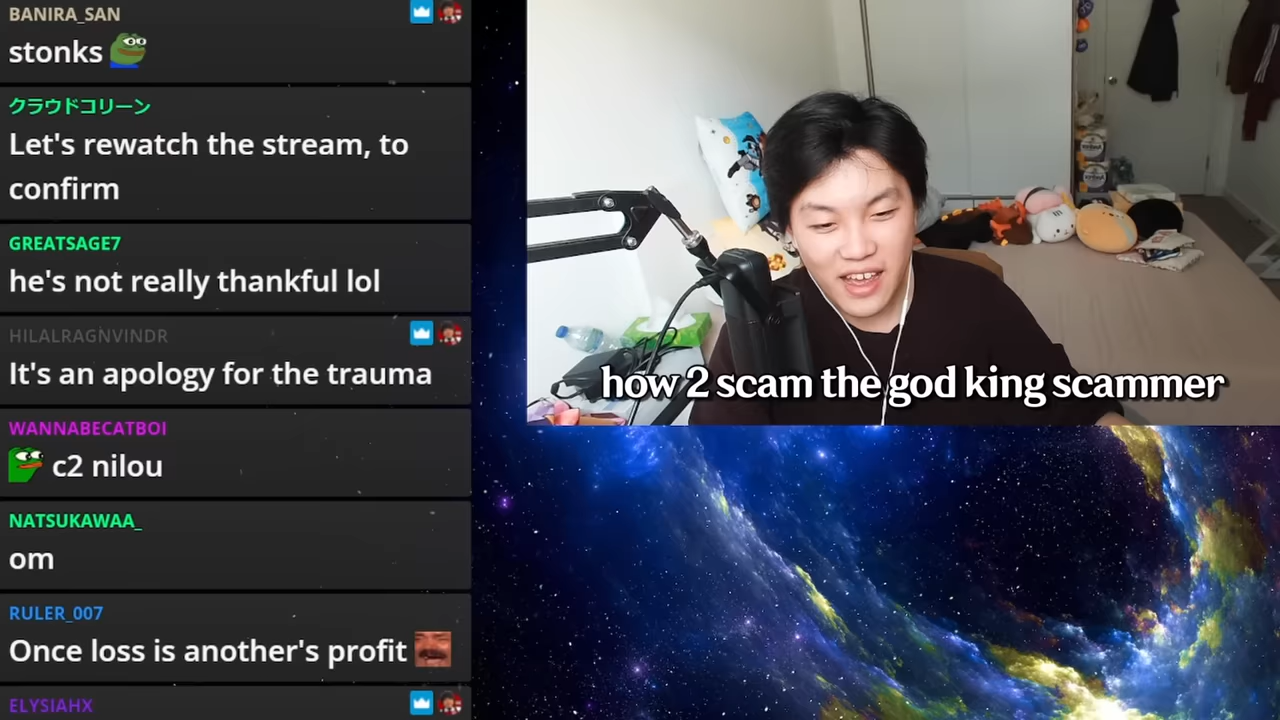 BANIRA_SAN
stonks
クラウドコリーン
Let's rewatch the stream, to
confirm
GREATSAGE7
he's not really thankful lol
HILALRAGNVINDR
It's an apology for the trauma
WANNABECATBOI
c2 nilou
NATSUKAWAA_
om
RULER_007
Once loss is another's profit
ELYSIAHX
how 2 scam the god king scammer